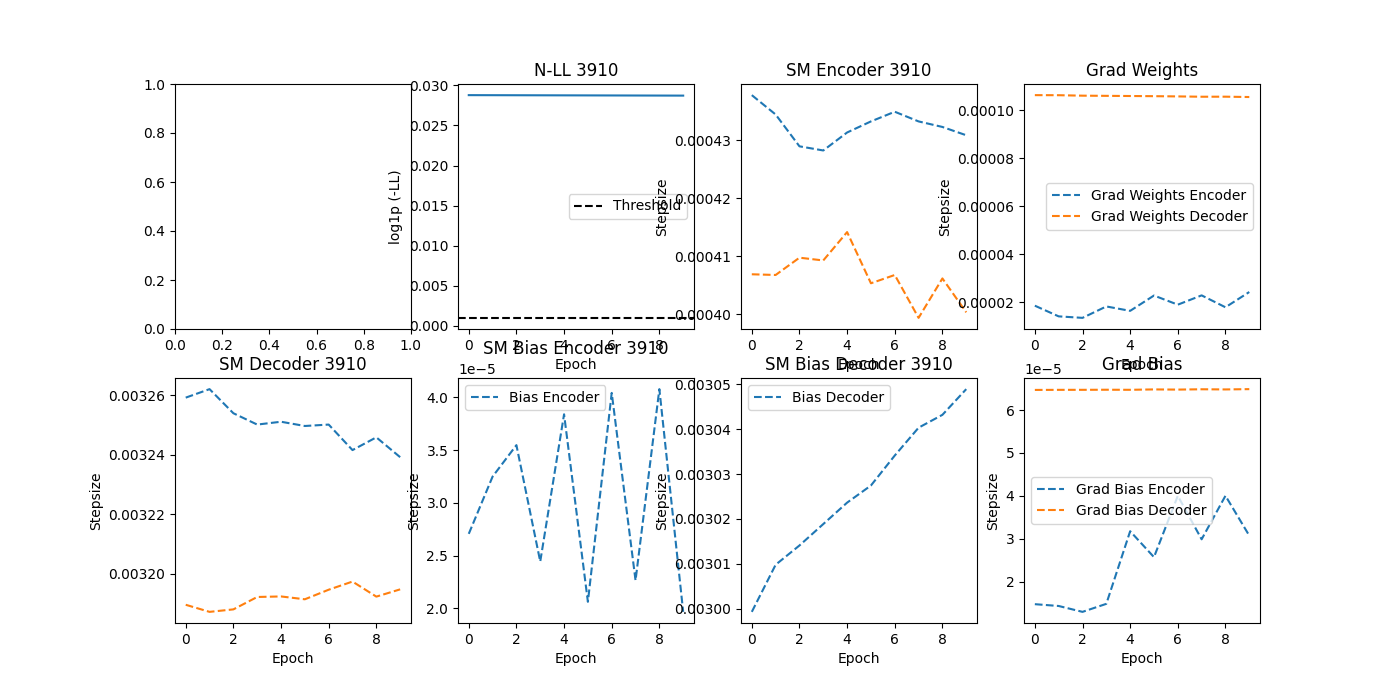 N-LL 3910
SM Encoder 3910
Grad Weights
1.0
0.8
0.6
0.4
0.2
0.0
0.0 0.2 0.4 0.6 0.8 1.0
log1p (-LL)
0.030
0.025
0.020
0.015
0.010
0.005
0.000
Threshold
0 2 4 6 8
Epoch
Stepsize
0.00043
0.00042
0.00041
0.00040
0 2 4 6 8
Epoch
Stepsize
0.00010
0.00008
0.00006
0.00004
0.00002
Grad Weights Encoder
Grad Weights Decoder
0 2 4 6 8
Epoch
SM Decoder 3910
SM Bias Encoder 3910
SM Bias Decoder 3910
Grad Bias
Stepsize
0.00326
0.00324
0.00322
0.00320
0 2 4 6 8
Epoch
Stepsize
1e−5
4.0
3.5
3.0
2.5
2.0
Bias Encoder
0 2 4 6 8
Epoch
Stepsize
0.00305
0.00304
0.00303
0.00302
0.00301
0.00300
Bias Decoder
0 2 4 6 8
Epoch
Stepsize
1e−5
6
5
4
3
2
Grad Bias Encoder
Grad Bias Decoder
0 2 4 6 8
Epoch